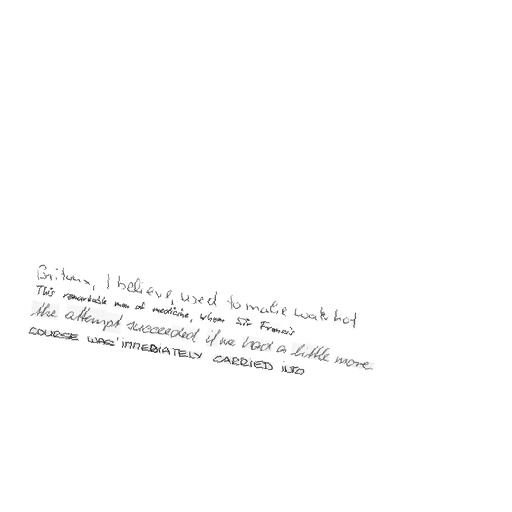 Britons, I believe, used to make water hot
This remarkable man of medicine, whom Sir Francis
the attempt succeeded if we had a little more
COURSE WAS IMMEDIATELY CARRIED INTO